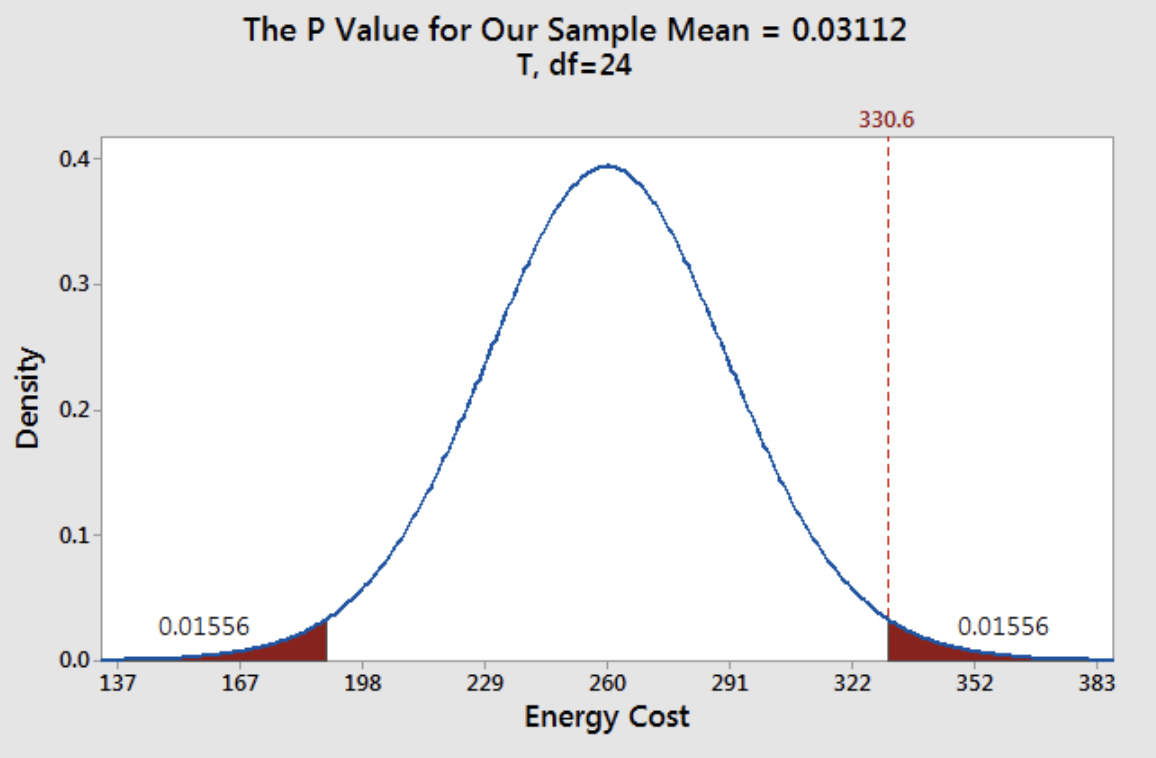 The P Value for Our Sample Mean = 0.03112
T, df=24
330.6
0.4
0.3
0.2
0.1
0.0
Density
0.01556
0.01556
137 167 198 229 260 291 322 352 383
Energy Cost